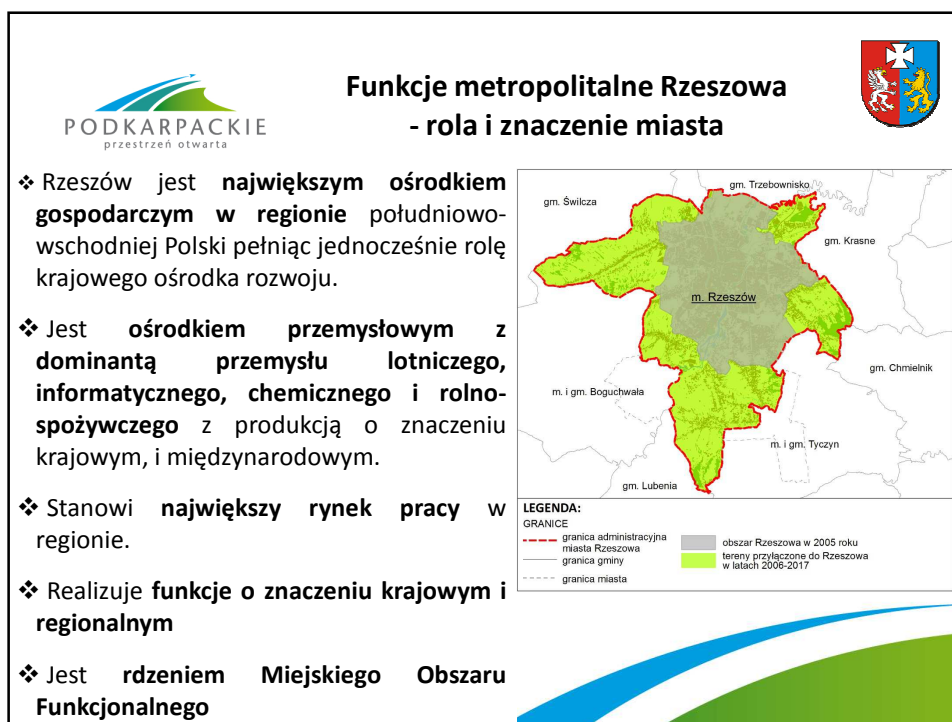 PODKARPACKIE
przestrzeń otwarta
Funkcje metropolitalne Rzeszowa
- rola i znaczenie miasta
❖ Rzeszów jest największym ośrodkiem
gospodarczym w regionie południowo-
wschodniej Polski pełniąc jednocześnie rolę
krajowego ośrodka rozwoju.
❖ Jest ośrodkiem przemysłowym z
dominantą przemysłu lotniczego,
informatycznego, chemicznego i rolno-
spożywczego z produkcją o znaczeniu
krajowym, i międzynarodowym.
❖ Stanowi największy rynek pracy w
regionie.
❖ Realizuje funkcje o znaczeniu krajowym i
regionalnym
❖ Jest rdzeniem Miejskiego Obszaru
Funkcjonalnego
gm. Trzebownisko
gm. Świlcza
gm. Krasne
m. Rzeszów
gm. Chmielnik
m. i gm. Boguchwała
m. i gm. Tyczyn
gm. Lubenia
LEGENDA:
GRANICE
granica administracyjna
miasta Rzeszowa
granica gminy
granica miasta
obszar Rzeszowa w 2005 roku
tereny przyłączone do Rzeszowa
w latach 2006-2017